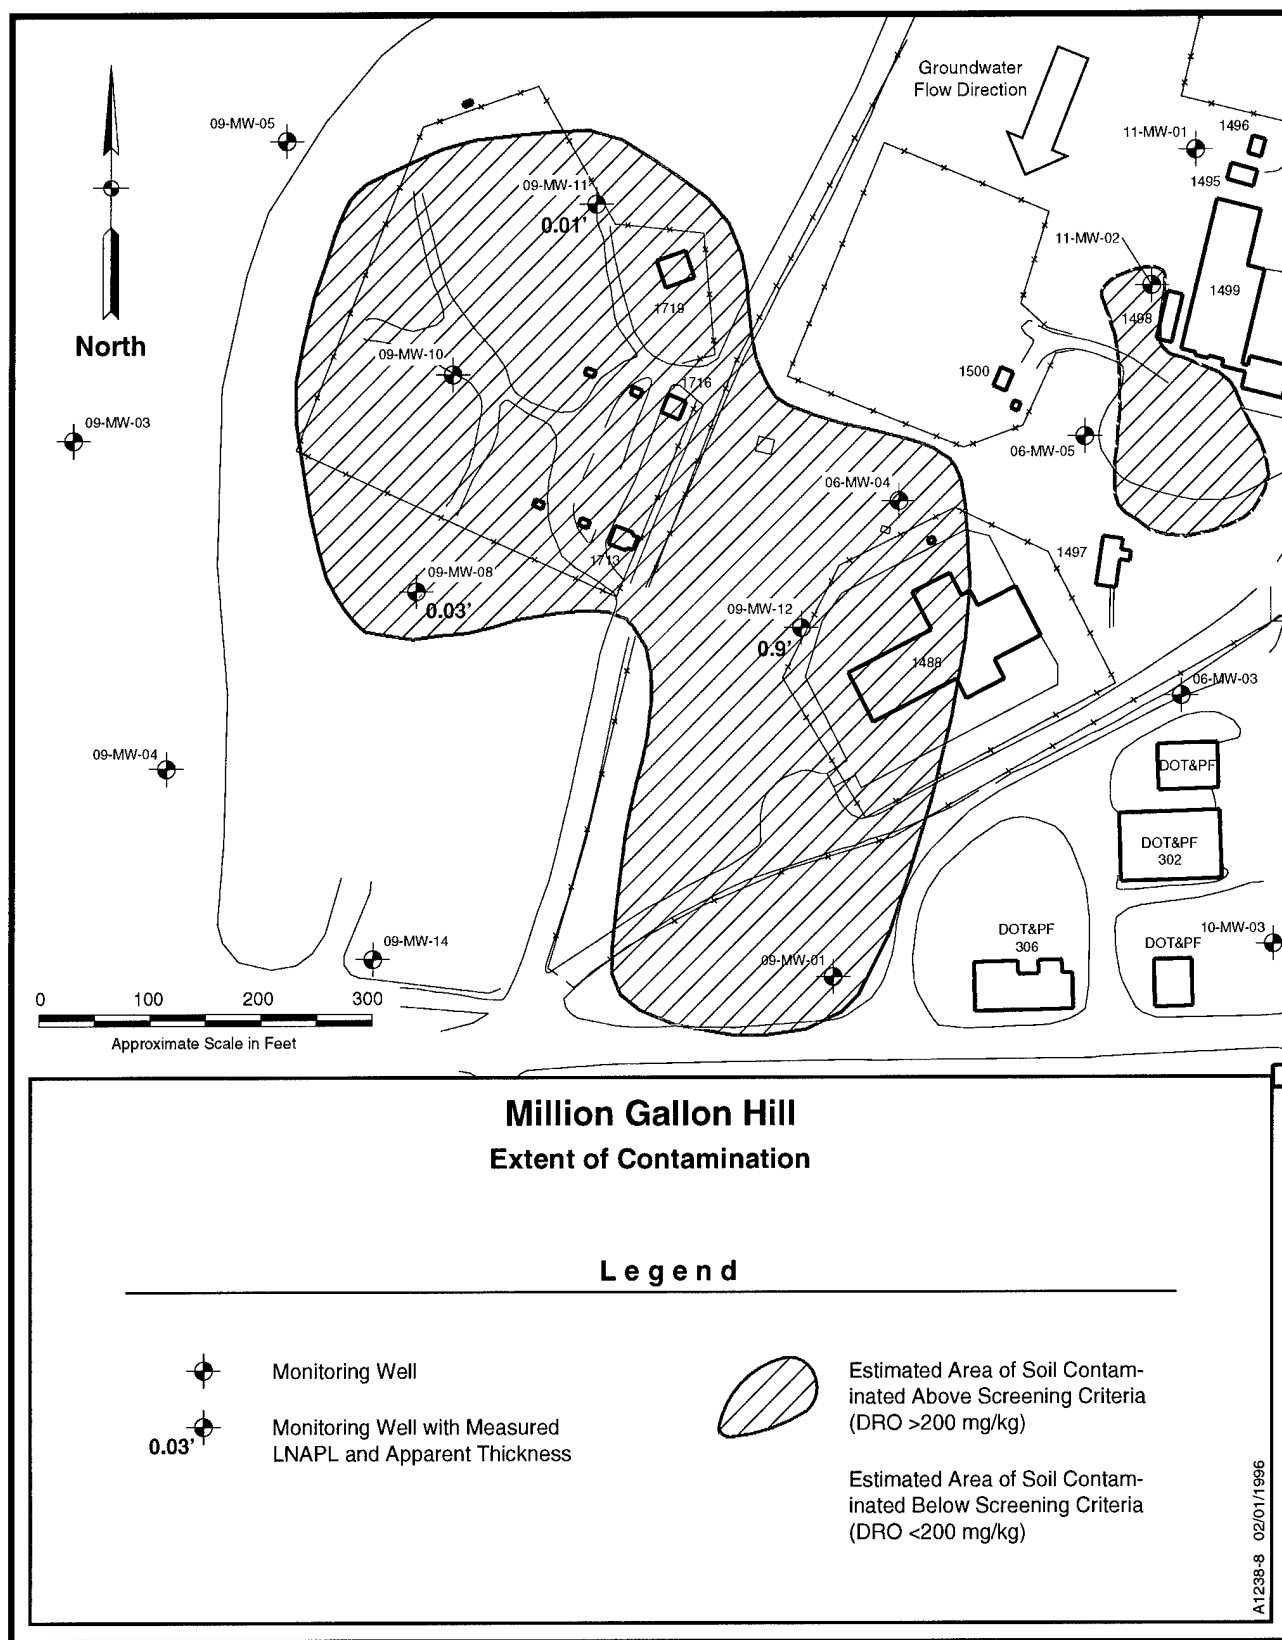 Groundwater
Flow Direction
09-MW-05
11-MW-01
1496
1495
09-MW-11
0.01'
11-MW-02
1719
1499
1498
North
09-MW-10
1716
1500
09-MW-03
06-MW-05
06-MW-04
1713
1497
09-MW-08
0.03'
09-MW-12
0.9'
1488
06-MW-03
09-MW-04
DOT&PF
DOT&PF
302
09-MW-14
09-MW-01
DOT&PF
306
DOT&PF
10-MW-03
0 100 200 300
Approximate Scale in Feet
Million Gallon Hill
Extent of Contamination
Legend
Monitoring Well
0.03'
Monitoring Well with Measured
LNAPL and Apparent Thickness
Estimated Area of Soil Contam-
inated Above Screening Criteria
(DRO >200 mg/kg)
Estimated Area of Soil Contam-
inated Below Screening Criteria
(DRO <200 mg/kg)
A1238-8 02/01/1996